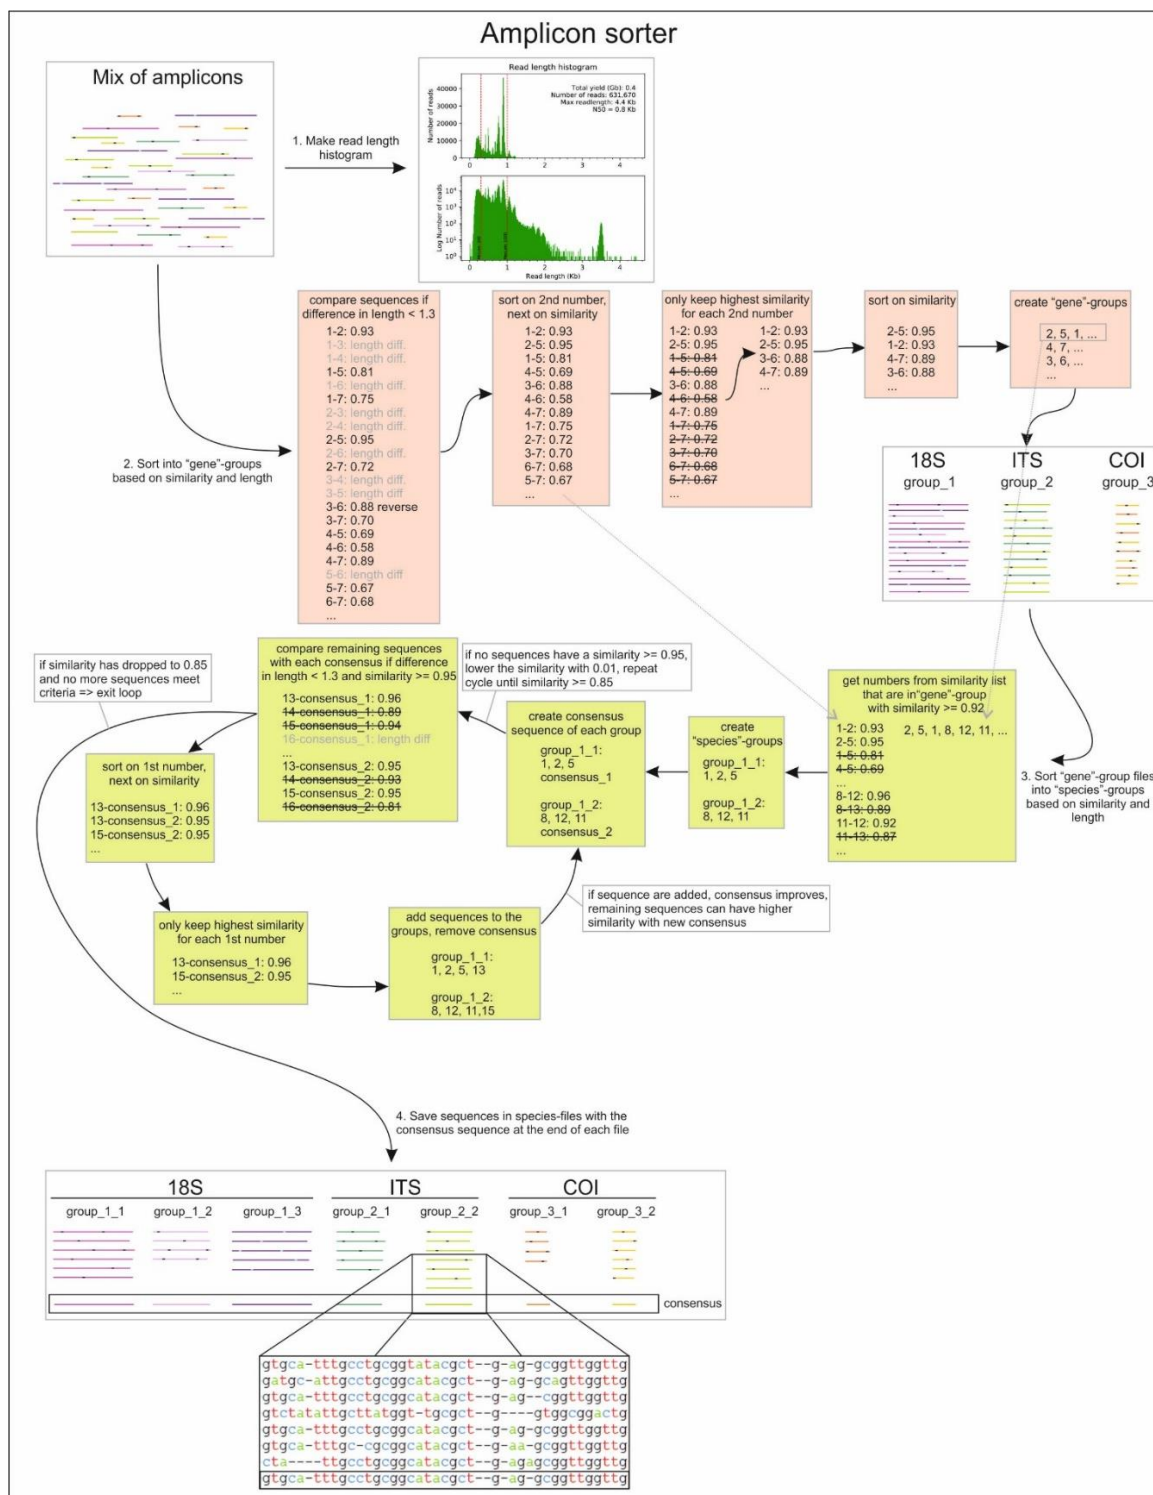 Amplicon sorter
Mix of amplicons
1. Make read length
histogram
Read length histogram
Total yield (Gb): 0.4
Number of reads: 631.670
Max readlength: 4.4 Kb
N50 = 0.8 Kb
Number of reads
40000
30000
20000
10000
0
0
1
2
3
4
Log Number of reads
10⁴
10³
10²
10¹
10⁰
0
1
2
3
4
Read length (Kb)
2. Sort into "gene"-groups
based on similarity and length
compare sequences if
difference in length < 1.3
1-2: 0.93
1-3: length diff.
1-4: length diff.
1-5: 0.81
1-6: length diff.
1-7: 0.75
2-3: length diff.
2-4: length diff.
2-5: 0.95
2-6: length diff.
2-7: 0.72
3-4: length diff.
3-5: length diff
3-6: 0.88 reverse
3-7: 0.70
4-5: 0.69
4-6: 0.58
4-7: 0.89
5-6: length diff
5-7: 0.67
6-7: 0.68
...
sort on 2nd number,
next on similarity
1-2: 0.93
2-5: 0.95
1-5: 0.81
4-5: 0.69
3-6: 0.88
4-6: 0.58
4-7: 0.89
1-7: 0.75
2-7: 0.72
3-7: 0.70
6-7: 0.68
5-7: 0.67
...
only keep highest similarity
for each 2nd number
1-2: 0.93
2-5: 0.95
1-5: 0.81
4-5: 0.69
3-6: 0.88
4-6: 0.58
4-7: 0.89
1-7: 0.75
2-7: 0.72
3-7: 0.70
6-7: 0.68
5-7: 0.67
...
1-2: 0.93
2-5: 0.95
3-6: 0.88
4-7: 0.89
...
sort on similarity
2-5: 0.95
1-2: 0.93
4-7: 0.89
3-6: 0.88
...
create "gene"-groups
2, 5, 1, ...
4, 7, ...
3, 6, ...
...
18S
group_1
ITS
group_2
COI
group_3
3. Sort "gene"-group files
into "species"-groups
based on similarity and
length
get numbers from similarity list
that are in"gene"-group
with similarity >= 0.92
1-2: 0.93
2-5: 0.95
1-5: 0.81
4-5: 0.69
...
8-12: 0.96
8-13: 0.89
11-12: 0.92
11-13: 0.87
...
2, 5, 1, 8, 12, 11, ...
create
"species"-groups
group_1_1:
1, 2, 5
group_1_2:
8, 12, 11
create consensus
sequence of each group
group_1_1:
1, 2, 5
consensus_1
group_1_2:
8, 12, 11
consensus_2
if no sequences have a similarity >= 0.95,
lower the similarity with 0.01, repeat
cycle until similarity >= 0.85
compare remaining sequences
with each consensus if difference
in length < 1.3 and similarity >= 0.95
13-consensus_1: 0.96
14-consensus_1: 0.89
15-consensus_1: 0.94
16-consensus_1: length diff
...
13-consensus_2: 0.95
14-consensus_2: 0.93
15-consensus_2: 0.95
16-consensus_2: 0.81
if similarity has dropped to 0.85
and no more sequences meet
criteria => exit loop
sort on 1st number,
next on similarity
13-consensus_1: 0.96
13-consensus_2: 0.95
15-consensus_2: 0.95
...
only keep highest similarity
for each 1st number
13-consensus_1: 0.96
15-consensus_2: 0.95
...
add sequences to the
groups, remove consensus
group_1_1:
1, 2, 5, 13
group_1_2:
8, 12, 11,15
if sequence are added, consensus improves,
remaining sequences can have higher
similarity with new consensus
4. Save sequences in species-files with the
consensus sequence at the end of each file
18S
ITS
COI
group_1_1
group_1_2
group_1_3
group_2_1
group_2_2
group_3_1
group_3_2
consensus
gtgca-tttgcctgcggtatacgct--g-ag-gcggttggttg
gatgc-attgcctgcggcatacgct--g-ag-gcagttggttg
gtgca-tttgcctgcggcatacgct--g-ag--cggttggttg
gtctatattgcttatggt-tgcgct--g----gtggcggactg
gtgca-tttgcctgcggcatacgct--g-ag-gcggttggttg
gtgca-tttgc-cgcggcatacgct--g-aa-gcggttggttg
cta----ttgcctgcggcatacgct--g-agagcggttggttg
gtgca-tttgcctgcggcatacgct--g-ag-gcggttggttg